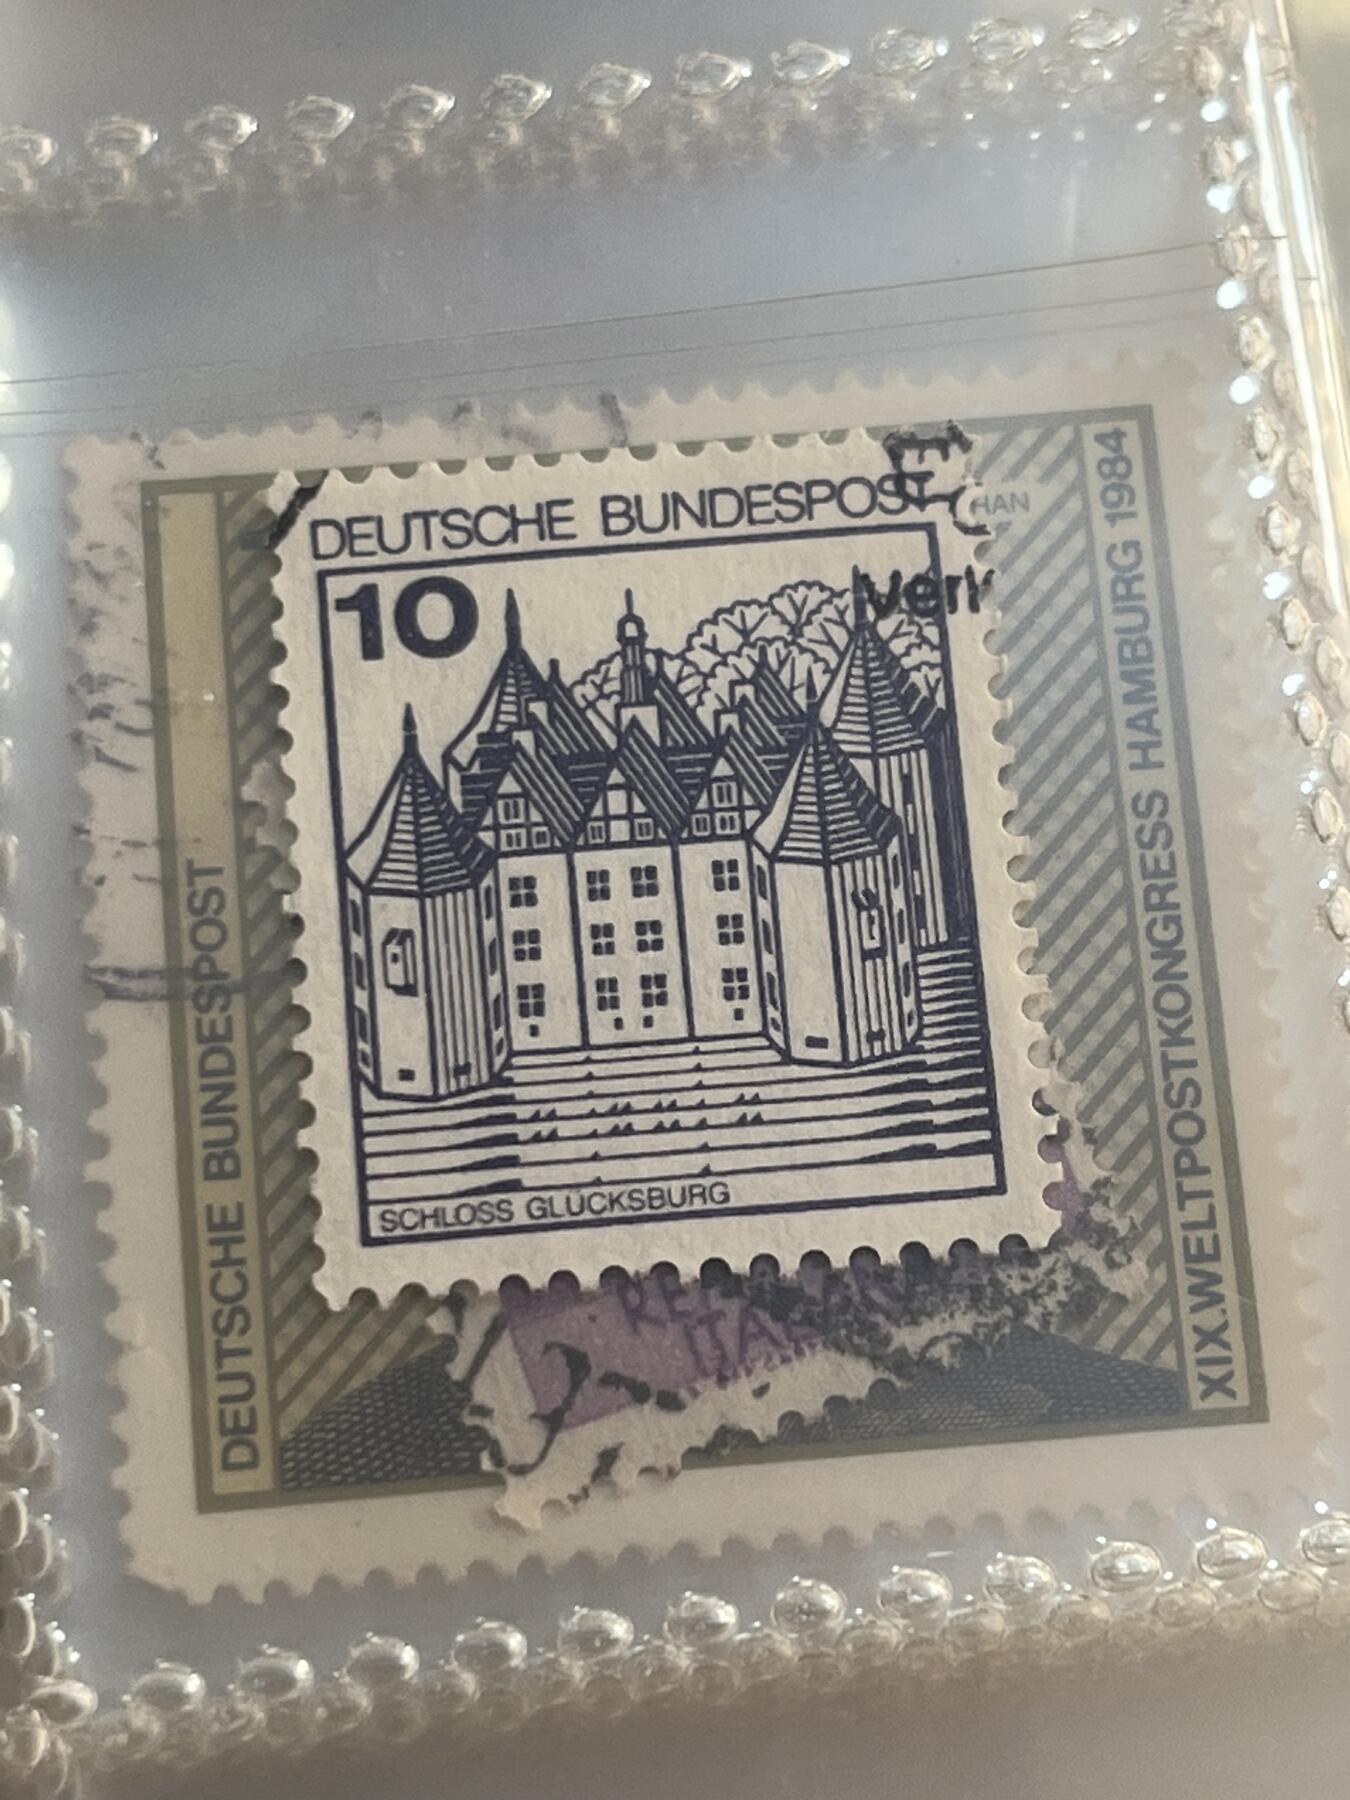 DEUTSCHE BUNDESPOST
10
SCHLOSS GLÜCKSBURG
DEUTSCHE BUNDESPOST
XIX.WELTPOSTKONGRESS HAMBURG 1984